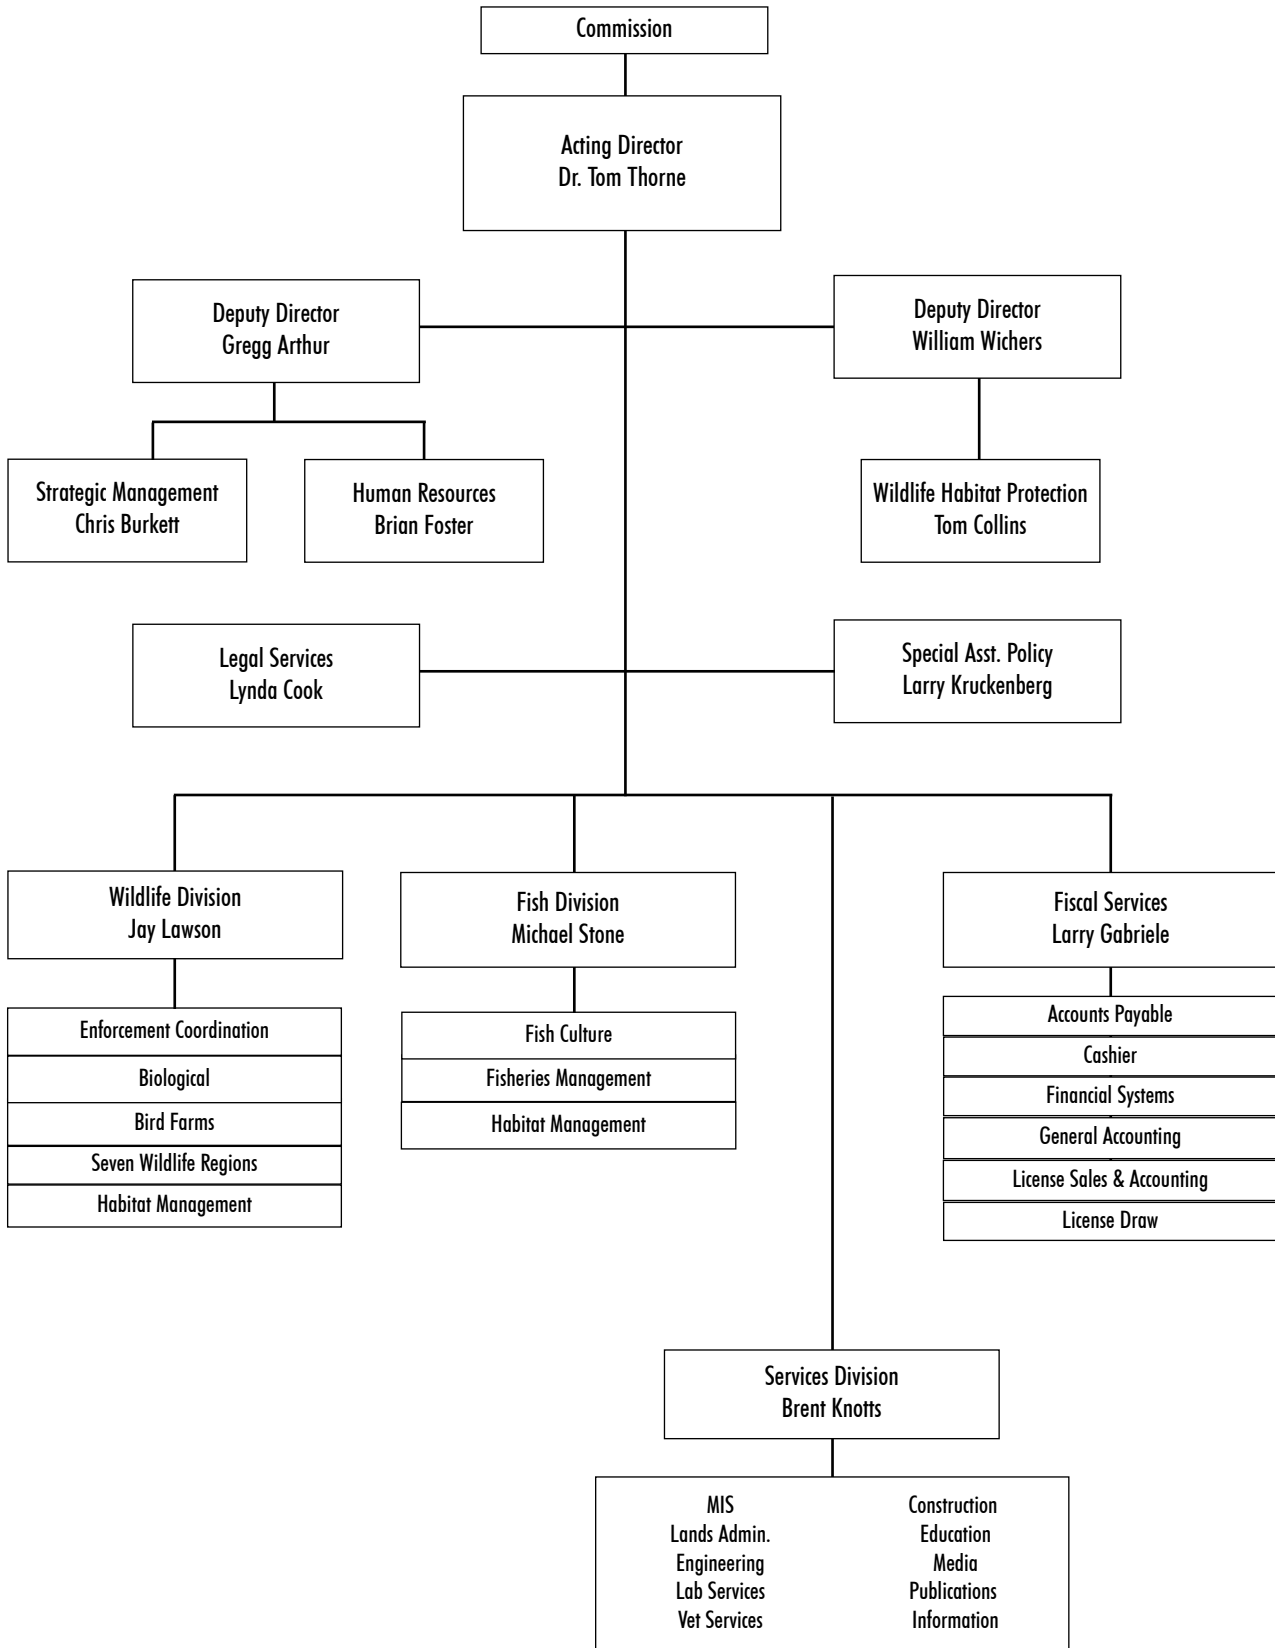 Commission
Acting Director
Dr. Tom Thorne
Deputy Director
Gregg Arthur
Deputy Director
William Wichers
Strategic Management
Chris Burkett
Human Resources
Brian Foster
Wildlife Habitat Protection
Tom Collins
Legal Services
Lynda Cook
Special Asst. Policy
Larry Kruckenberg
Wildlife Division
Jay Lawson
Enforcement Coordination
Biological
Bird Farms
Seven Wildlife Regions
Habitat Management
Fish Division
Michael Stone
Fish Culture
Fisheries Management
Habitat Management
Fiscal Services
Larry Gabriele
Accounts Payable
Cashier
Financial Systems
General Accounting
License Sales & Accounting
License Draw
Services Division
Brent Knotts
MIS
Lands Admin.
Engineering
Lab Services
Vet Services
Construction
Education
Media
Publications
Information